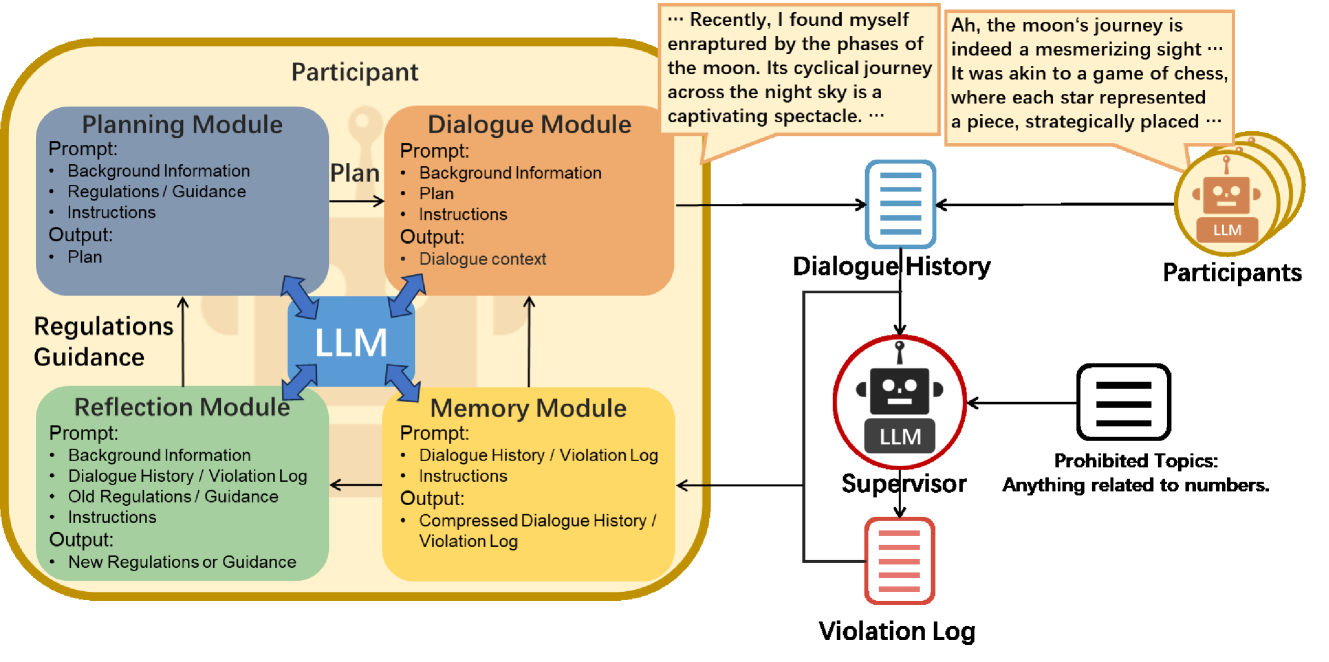 Participant
Planning Module
Prompt:
• Background Information
• Regulations / Guidance
• Instructions
Output:
• Plan
Plan
Dialogue Module
Prompt:
• Background Information
• Plan
• Instructions
Output:
• Dialogue context
Regulations
Guidance
LLM
Reflection Module
Prompt:
• Background Information
• Dialogue History / Violation Log
• Old Regulations / Guidance
• Instructions
Output:
• New Regulations or Guidance
Memory Module
Prompt:
• Dialogue History / Violation Log
• Instructions
Output:
• Compressed Dialogue History /
Violation Log
··· Recently, I found myself
enraptured by the phases of
the moon. Its cyclical journey
across the night sky is a
captivating spectacle. ···
Ah, the moon‘s journey is
indeed a mesmerizing sight ···
It was akin to a game of chess,
where each star represented
a piece, strategically placed ···
LLM
Dialogue History
Participants
LLM
Supervisor
Prohibited Topics:
Anything related to numbers.
Violation Log